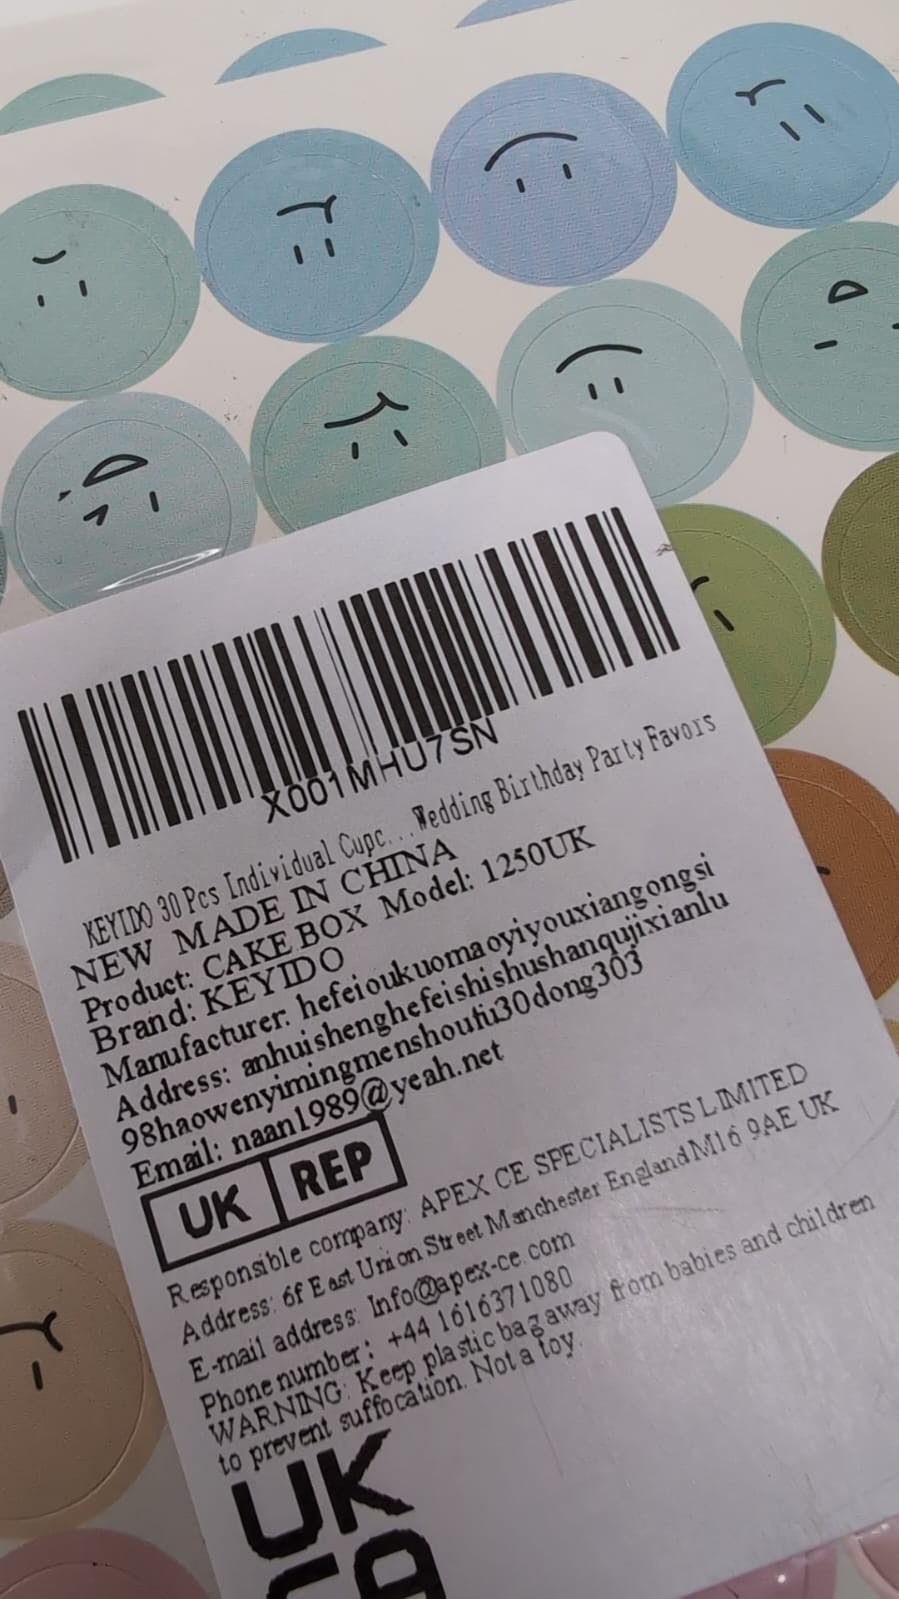 X001MHU7SN
KEYIDO 30 Pcs Individual Cupc...Wedding Birthday Party Favors
NEW MADE IN CHINA
Product: CAKE BOX Model: 1250UK
Brand: KEYIDO
Manufacturer: hefeioukuomaoyiyouxiangongsi
Address: anhuishenghefeishishushanqujixianlu
98haowenyimingmenshoufu30dong303
Email: naan1989@yeah.net
UK REP
Responsible company: APEX CE SPECIALISTS LIMITED
Address: 6f East Union Street Manchester England M16 9AE UK
E-mail address: Info@apex-ce.com
Phone number: +44 1616371080
WARNING: Keep plastic bag away from babies and children
to prevent suffocation. Not a toy.
UK
CA